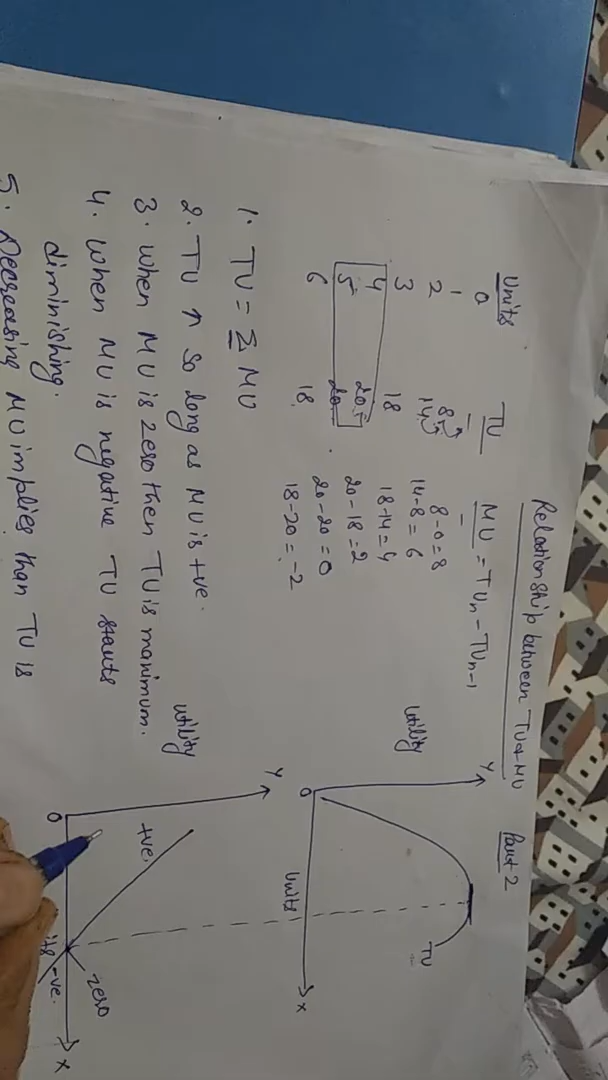 Relationship between TU & MU Part 2
Units TU MU = TUn - TUn-1
0 - -
1 8 8-0=8
2 14 14-8=6
3 18 18-14=4
4 20 20-18=2
5 20 20-20=0
6 18 18-20=-2
1. TU = Σ MU
2. TU ↑ so long as MU is +ve.
3. when MU is zero then TU is maximum.
4. when MU is negative TU starts
diminishing.
5. Decreasing MU implies than TU is
Y
utility
TU
O
Units
X
Y
utility
+ve.
zero
O
-ve.
X